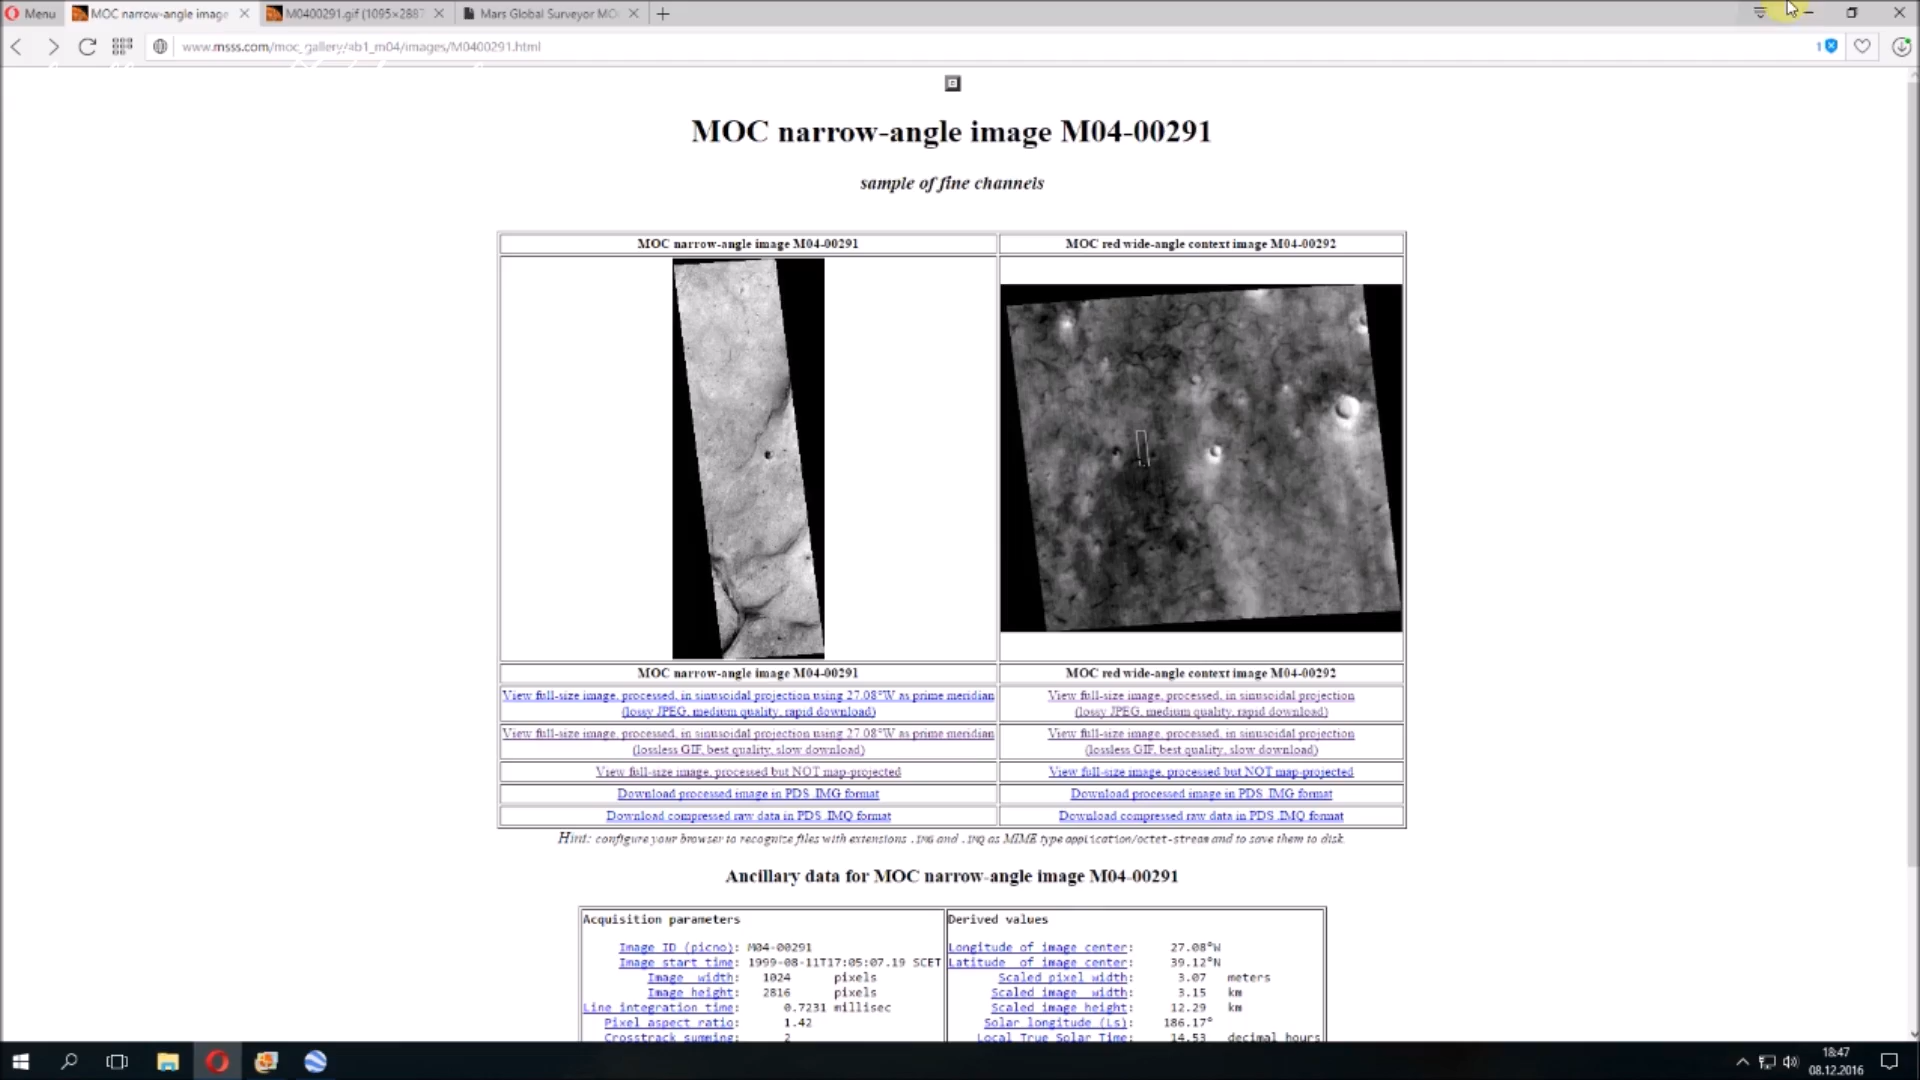 Menu MOC narrow-angle image M0400291.gif (1095×288 Mars Global Surveyor MO
www.msss.com/moc_gallery/ab1_m04/images/M0400291.html 1
MOC narrow-angle image M04-00291
sample of fine channels
MOC narrow-angle image M04-00291 MOC red wide-angle context image M04-00292
MOC narrow-angle image M04-00291 MOC red wide-angle context image M04-00292
View full-size image, processed, in sinusoidal projection using 27.08°W as prime meridian View full-size image, processed, in sinusoidal projection
(lossy JPEG, medium quality, rapid download) (lossy JPEG, medium quality, rapid download)
View full-size image, processed, in sinusoidal projection using 27.08°W as prime meridian View full-size image, processed, in sinusoidal projection
(lossless GIF, best quality, slow download) (lossless GIF, best quality, slow download)
View full-size image, processed but NOT map-projected View full-size image, processed but NOT map-projected
Download processed image in PDS .IMG format Download processed image in PDS .IMG format
Download compressed raw data in PDS .IMQ format Download compressed raw data in PDS .IMQ format
Hint: configure your browser to recognize files with extensions .IMG and .IMQ as MIME type application/octet-stream and to save them to disk.
Ancillary data for MOC narrow-angle image M04-00291
Acquisition parameters Derived values
Image ID (picno): M04-00291 Longitude of image center: 27.08°W
Image start time: 1999-08-11T17:05:07.19 SCET Latitude of image center: 39.12°N
Image width: 1024 pixels Scaled pixel width: 3.07 meters
Image height: 2816 pixels Scaled image width: 3.15 km
Line integration time: 0.7231 millisec Scaled image height: 12.29 km
Pixel aspect ratio: 1.42 Solar longitude (Ls): 186.17°
Crosstrack summing: 2 Local True Solar Time: 14.53 decimal hours
18:47
08.12.2016